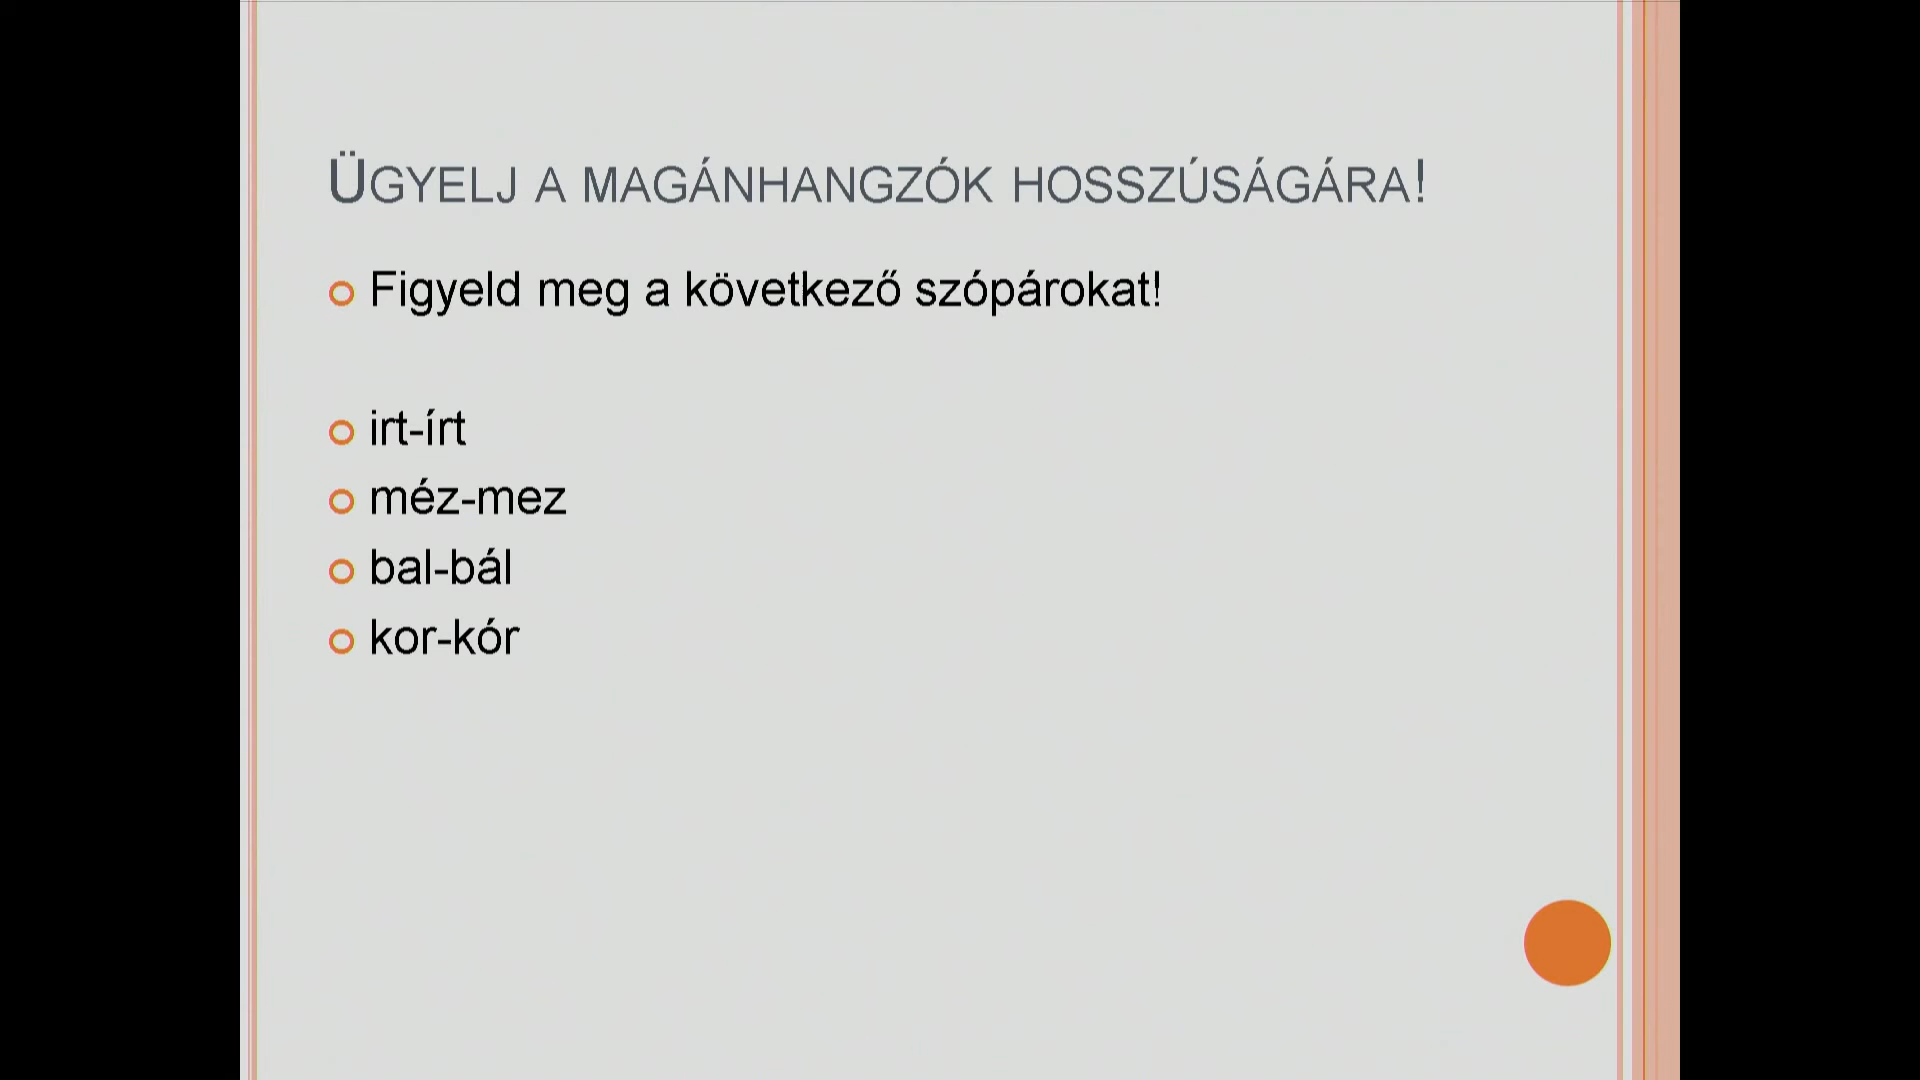 Ügyelj a magánhangzók hosszúságára!
Figyeld meg a következő szópárokat!
irt-írt
méz-mez
bal-bál
kor-kór